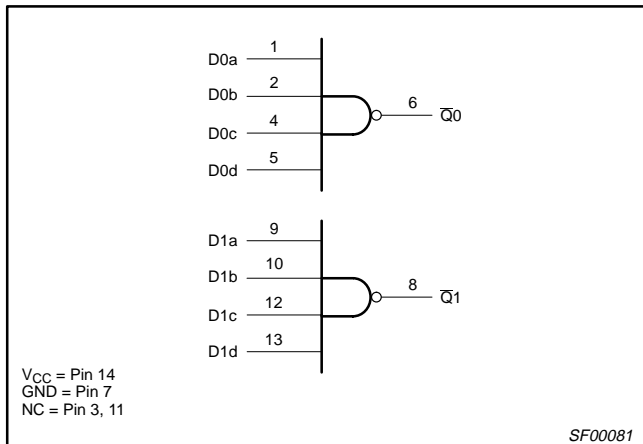 D0a 1
D0b 2
D0c 4
D0d 5
6 Q̅0
D1a 9
D1b 10
D1c 12
D1d 13
8 Q̅1
VCC = Pin 14
GND = Pin 7
NC = Pin 3, 11
SF00081